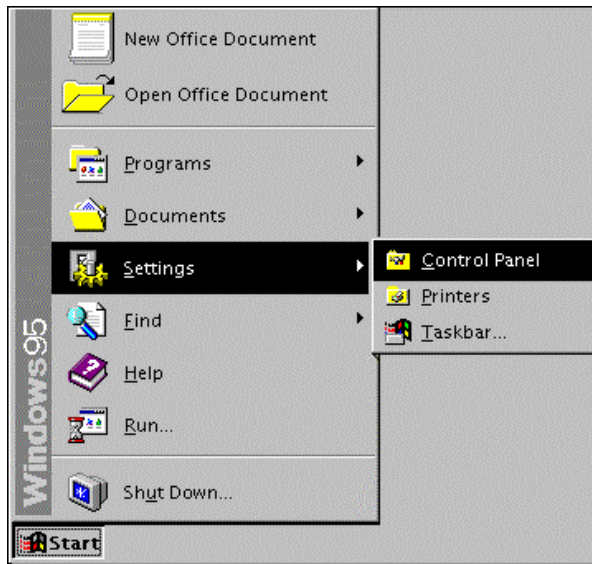 New Office Document
Open Office Document
Programs
Documents
Settings
Find
Help
Run...
Shut Down...
Control Panel
Printers
Taskbar...
Windows95
Start